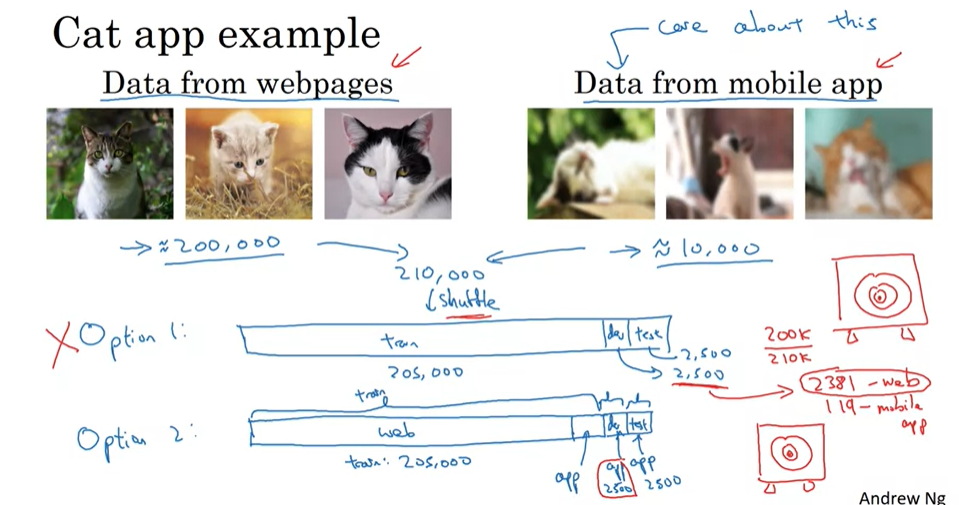 Cat app example
care about this
Data from webpages
Data from mobile app
→ ≈200,000
→ ≈ 10,000
210,000
shuffle
X Option 1:
train
dev
test
2,500
2,500
205,000
200K
210K
2381 - web
119 - mobile
app
train
Option 2:
web
dev
test
train: 205,000
app
app
2500
app
2500
Andrew Ng